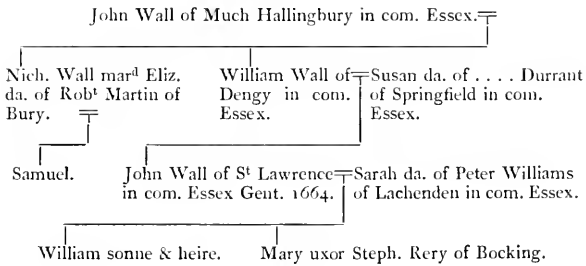 John Wall of Much Hallingbury in com. Essex.
Nich. Wall marᵈ Eliz.
da. of Robᵗ Martin of
Bury.
William Wall of
Dengy in com.
Essex.
Susan da. of . . . . Durrant
of Springfield in com.
Essex.
Samuel.
John Wall of Sᵗ Lawrence
in com. Essex Gent. 1664.
Sarah da. of Peter Williams
of Lachenden in com. Essex.
William sonne & heire.
Mary uxor Steph. Rery of Bocking.